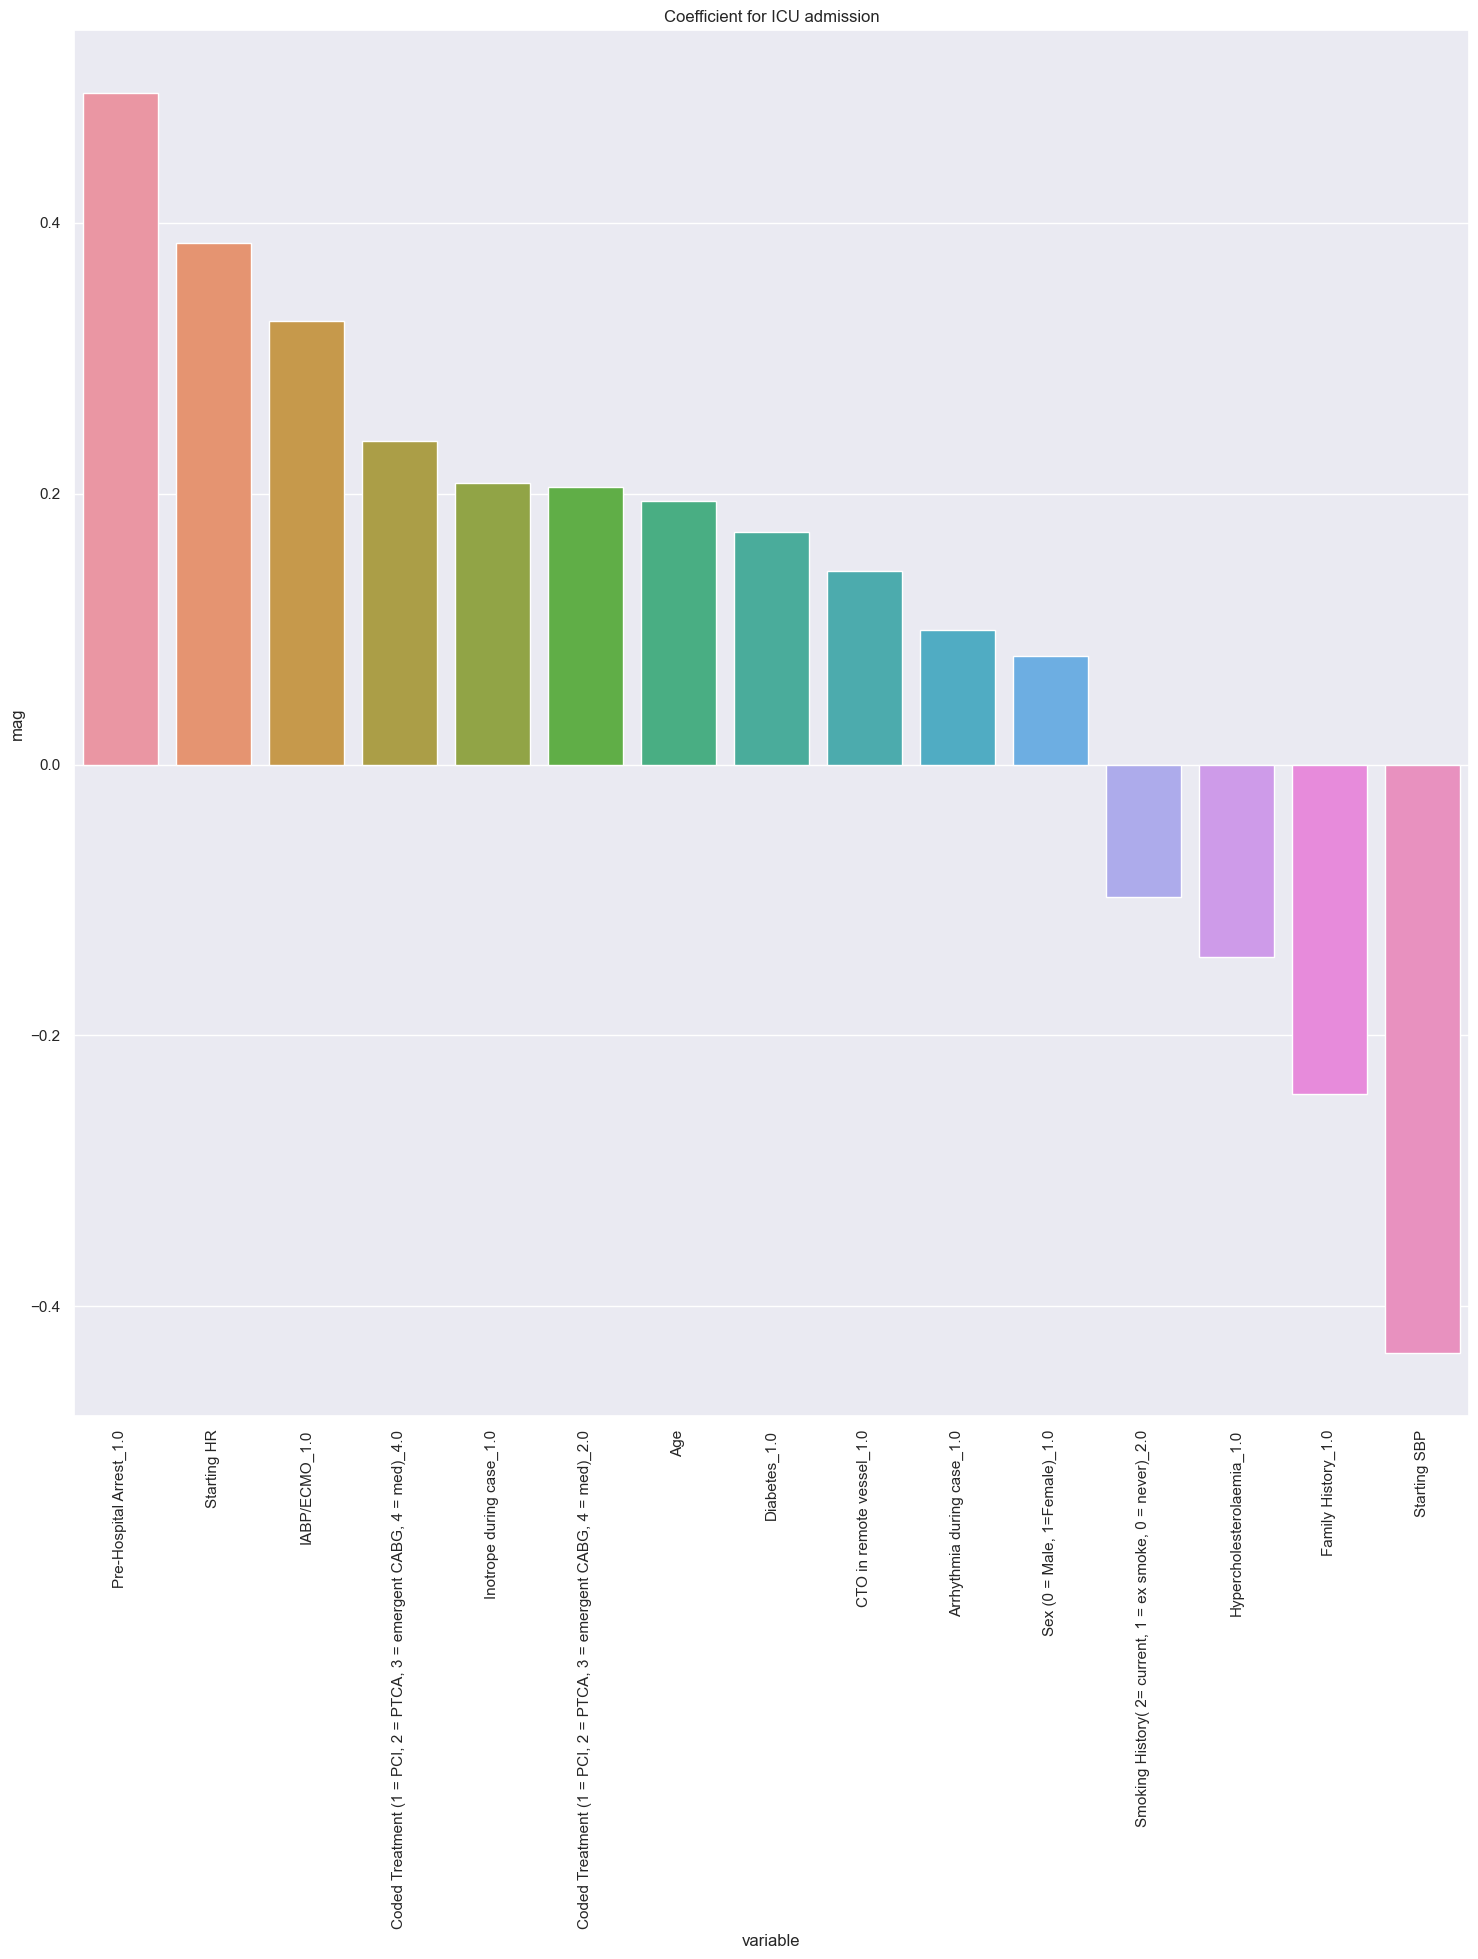 Coefficient for ICU admission
0.4
0.2
0.0
−0.2
−0.4
mag
Pre-Hospital Arrest_1.0
Starting HR
IABP/ECMO_1.0
Coded Treatment (1 = PCI, 2 = PTCA, 3 = emergent CABG, 4 = med)_4.0
Inotrope during case_1.0
Coded Treatment (1 = PCI, 2 = PTCA, 3 = emergent CABG, 4 = med)_2.0
Age
Diabetes_1.0
CTO in remote vessel_1.0
Arrhythmia during case_1.0
Sex (0 = Male, 1=Female)_1.0
Smoking History( 2= current, 1 = ex smoke, 0 = never)_2.0
Hypercholesterolaemia_1.0
Family History_1.0
Starting SBP
variable